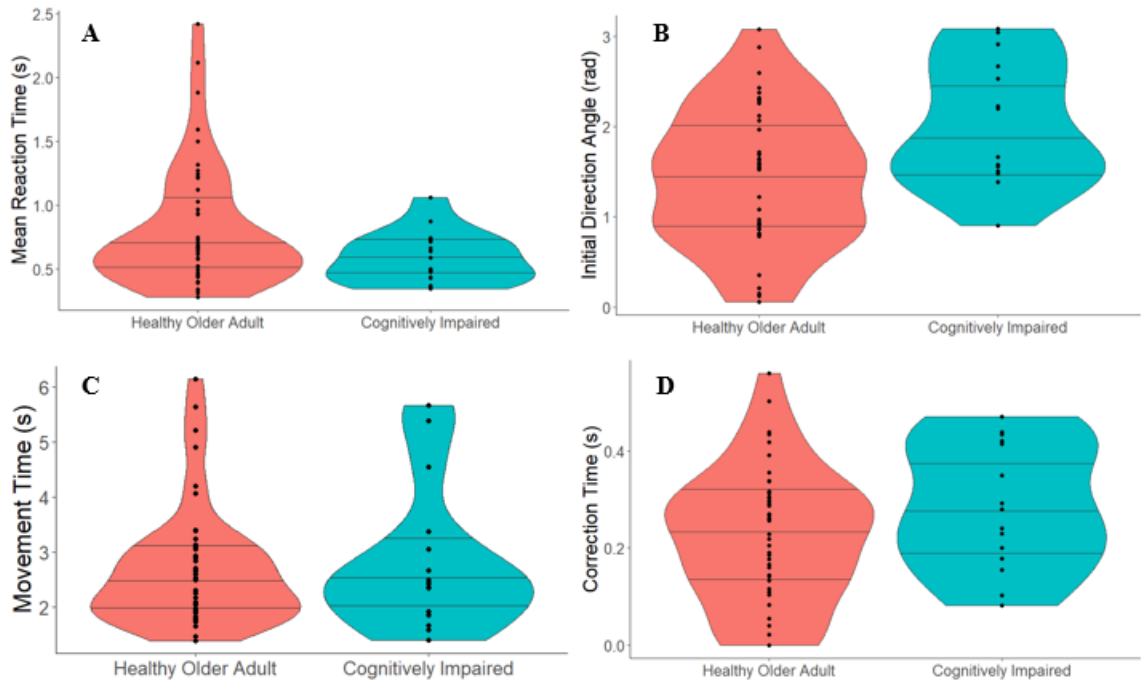 A
Mean Reaction Time (s)
2.5
2.0
1.5
1.0
0.5
Healthy Older Adult
Cognitively Impaired
B
Initial Direction Angle (rad)
3
2
1
0
Healthy Older Adult
Cognitively Impaired
C
Movement Time (s)
6
5
4
3
2
Healthy Older Adult
Cognitively Impaired
D
Correction Time (s)
0.4
0.2
0.0
Healthy Older Adult
Cognitively Impaired